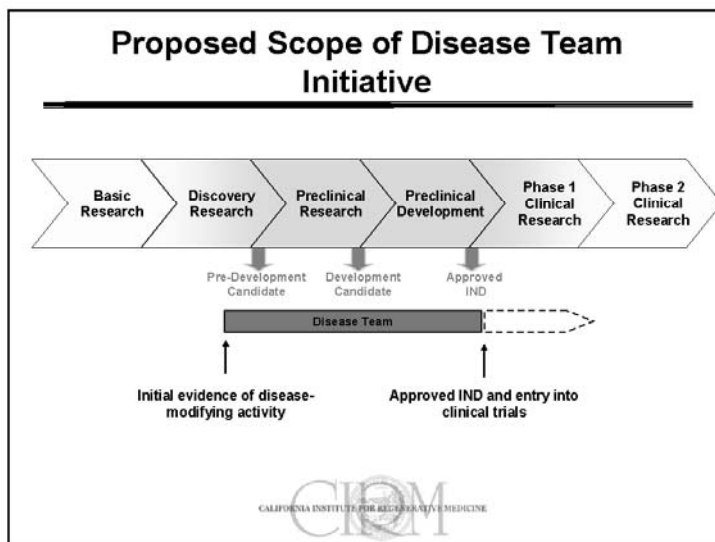 Proposed Scope of Disease Team
Initiative
Basic
Research
Discovery
Research
Preclinical
Research
Preclinical
Development
Phase 1
Clinical
Research
Phase 2
Clinical
Research
Pre-Development
Candidate
Development
Candidate
Approved
IND
Disease Team
Initial evidence of disease-
modifying activity
Approved IND and entry into
clinical trials
CIRM
CALIFORNIA INSTITUTE FOR REGENERATIVE MEDICINE